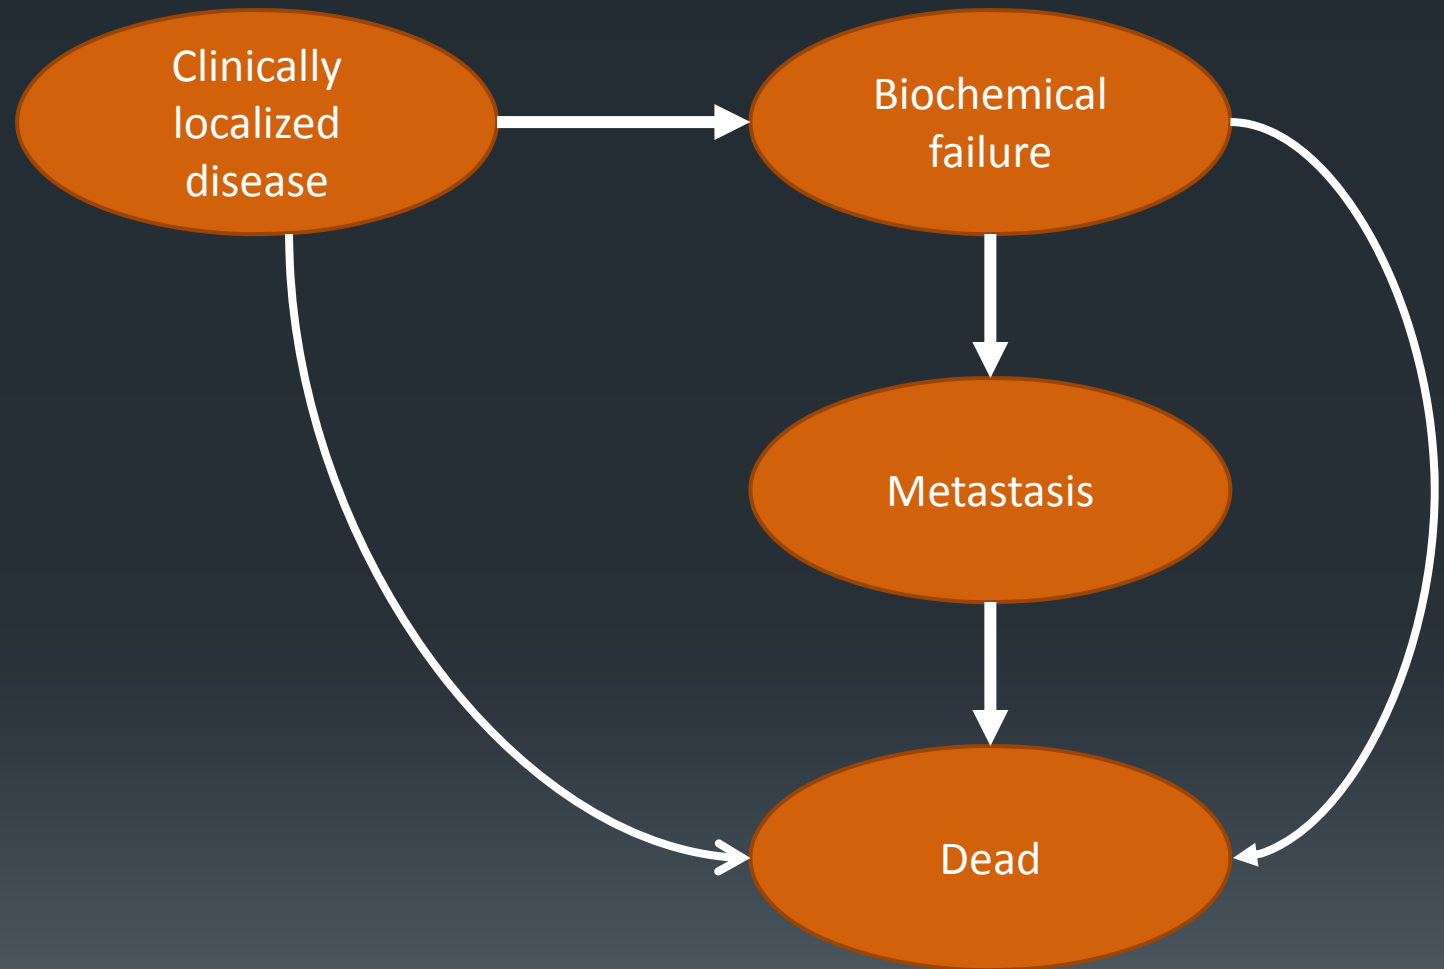 Clinically
localized
disease
Biochemical
failure
Metastasis
Dead